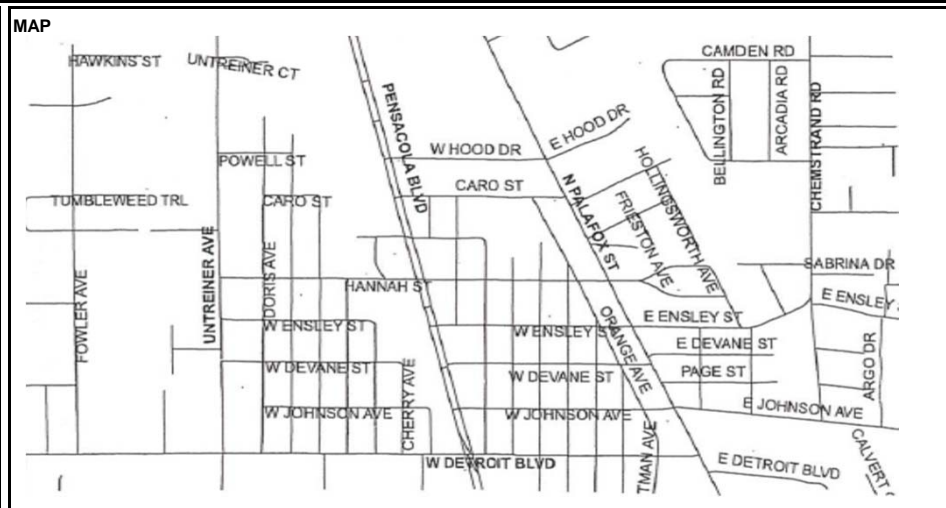 MAP
HAWKINS ST
UNTREINER CT
CAMDEN RD
PENSACOLA BLVD
BELLINGTON RD
ARCADIA RD
CHEMSTRAND RD
E HOOD DR
W HOOD DR
POWELL ST
HOLLINGSWORTH AVE
CARO ST
N PALAFOX ST
FRIESTON AVE
TUMBLEWEED TRL
CARO ST
UNTREINER AVE
DORIS AVE
FOWLER AVE
SABRINA DR
HANNAH ST
E ENSLEY
ORANGE AVE
E ENSLEY ST
W ENSLEY ST
W ENSLEY S
E DEVANE ST
ARGO DR
W DEVANE ST
W DEVANE ST
PAGE ST
CHERRY AVE
W JOHNSON AVE
W JOHNSON AVE
E JOHNSON AVE
TMAN AVE
CALVERT
W DETROIT BLVD
E DETROIT BLVD